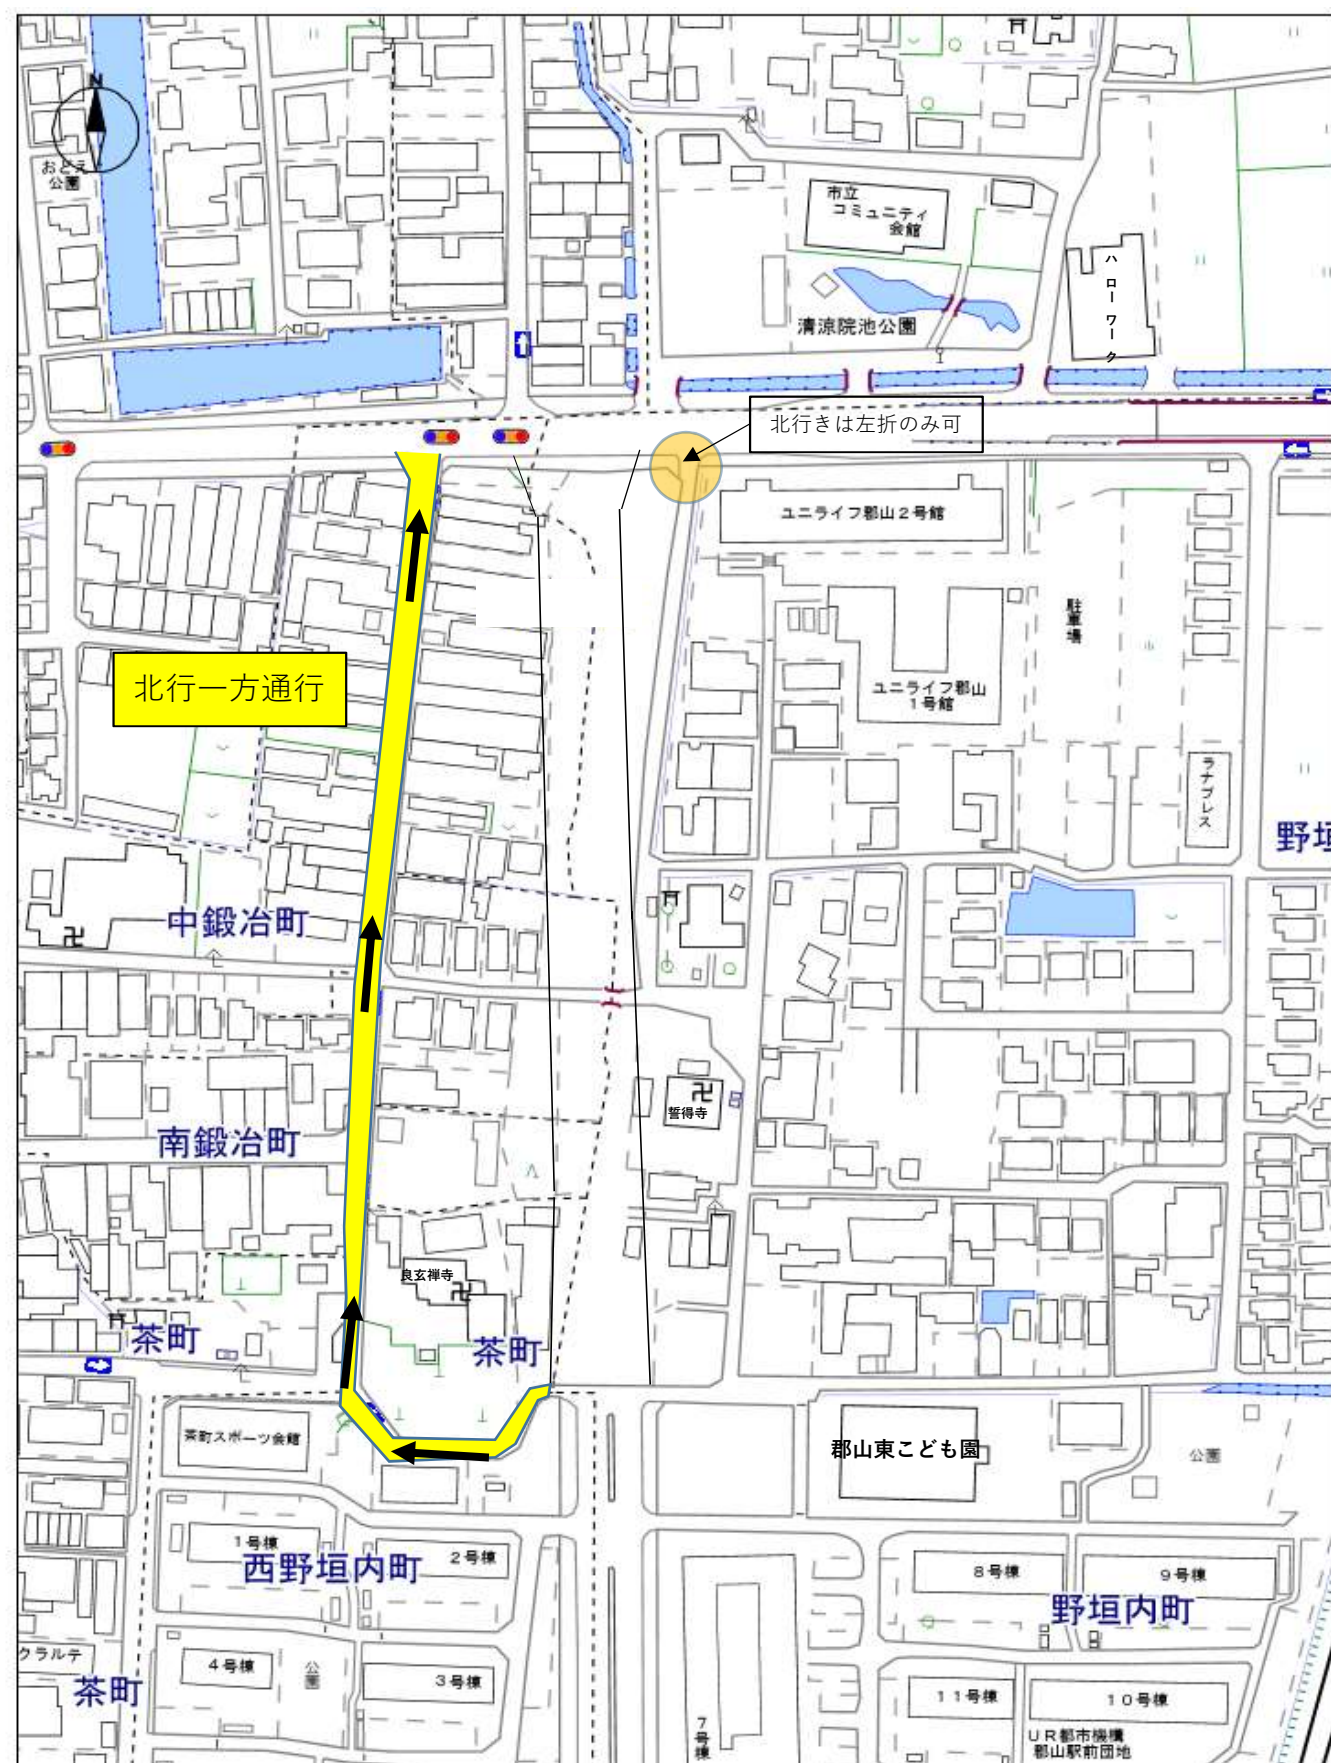 N
おどえ
公園
市立
コミュニティ
会館
ハローワーク
清涼院池公園
北行きは左折のみ可
ユニライフ郡山2号館
駐車場
北行一方通行
ユニライフ郡山
1号館
ラナプレス
野垣
中鍛冶町
誓得寺
南鍛冶町
良玄禅寺
茶町
茶町
茶町スポーツ会館
郡山東こども園
公園
1号棟
西野垣内町
2号棟
8号棟
9号棟
野垣内町
クラルテ
4号棟
公園
3号棟
茶町
11号棟
10号棟
7号棟
UR都市機構
郡山駅前団地